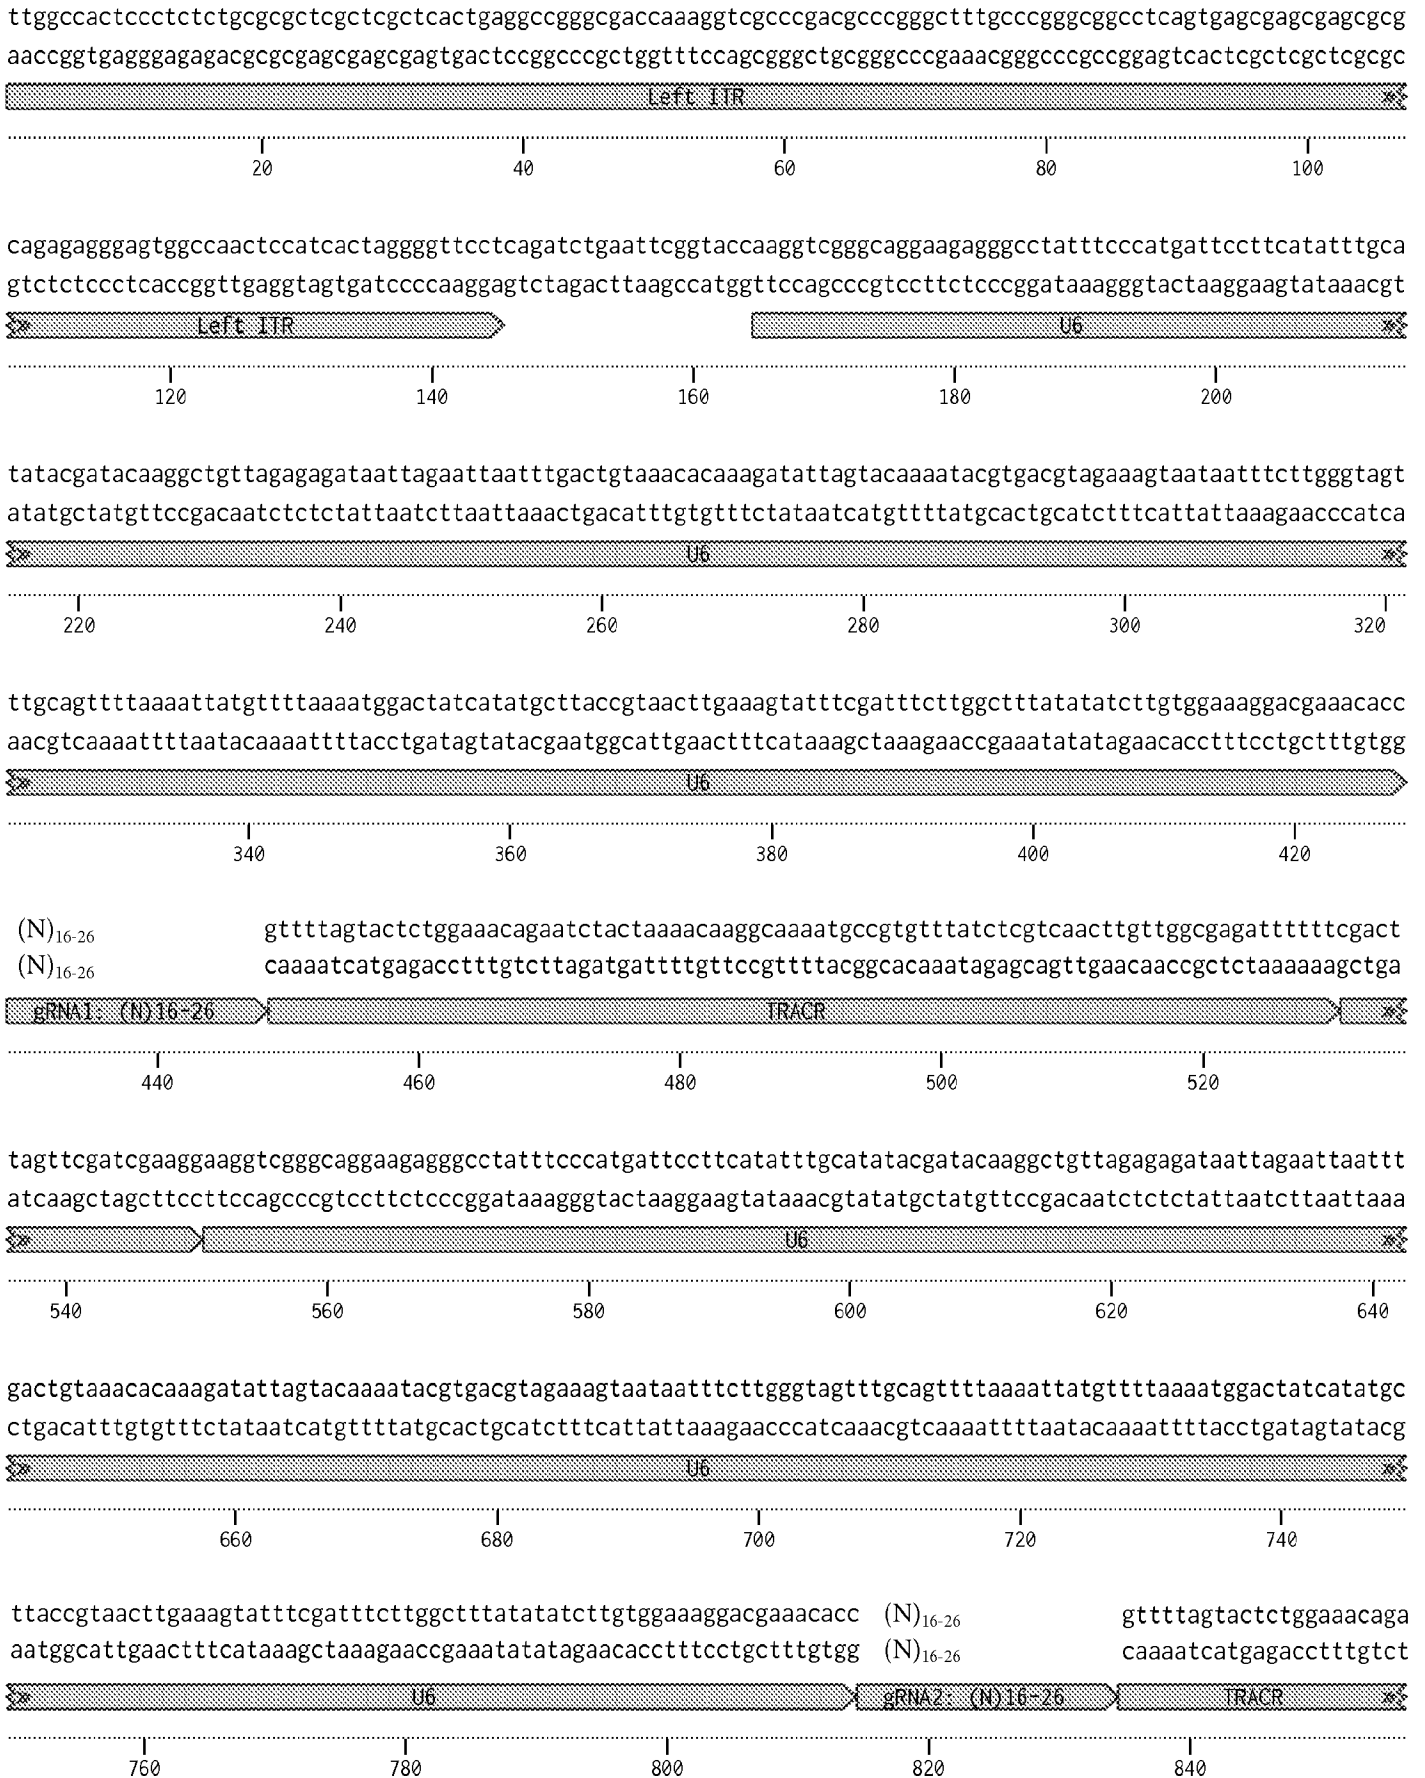 ttggccactccctctctgcgcgctcgctcgctcactgaggccgggcgaccaaaggtcgcccgacgcccgggctttgcccgggcggcctcagtgagcgagcgagcgcg
aaccggtgagggagagacgcgcgagcgagcgagtgactccggcccgctggtttccagcgggctgcgggcccgaaacgggcccgccggagtcactcgctcgctcgcgc
Left ITR
20 40 60 80 100
cagagagggagtggccaactccatcactaggggttcctcagatctgaattcggtaccaaggtcgggcaggaagagggcctatttcccatgattccttcatatttgca
gtctctccctcaccggttgaggtagtgatccccaaggagtctagacttaagccatggttccagcccgtccttctcccggataaagggtactaaggaagtataaacgt
Left ITR U6
120 140 160 180 200
tatacgatacaaggctgttagagagataattagaattaatttgactgtaaacacaaagatattagtacaaaatacgtgacgtagaaagtaataatttcttgggtagt
atatgctatgttccgacaatctctctattaatcttaattaaactgacatttgtgtttctataatcatgttttatgcactgcatctttcattattaaagaacccatca
U6
220 240 260 280 300 320
ttgcagttttaaaattatgttttaaaatggactatcatatgcttaccgtaacttgaaagtatttcgatttcttggctttatatatcttgtggaaaggacgaaacacc
aacgtcaaaattttaatacaaaattttacctgatagtatacgaatggcattgaactttcataaagctaaagaaccgaaatatatagaacacctttcctgctttgtgg
U6
340 360 380 400 420
(N)16-26 gttttagtactctggaaacagaatctactaaaacaaggcaaaatgccgtgtttatctcgtcaacttgttggcgagattttttcgact
(N)16-26 caaaatcatgagacctttgtcttagatgattttgttccgttttacggcacaaatagagcagttgaacaaccgctctaaaaaagctga
gRNA1: (N)16-26 TRACR
440 460 480 500 520
tagttcgatcgaaggaaggtcgggcaggaagagggcctatttcccatgattccttcatatttgcatatacgatacaaggctgttagagagataattagaattaattt
atcaagctagcttccttccagcccgtccttctcccggataaagggtactaaggaagtataaacgtatatgctatgttccgacaatctctctattaatcttaattaaa
U6
540 560 580 600 620 640
gactgtaaacacaaagatattagtacaaaatacgtgacgtagaaagtaataatttcttgggtagtttgcagttttaaaattatgttttaaaatggactatcatatgc
ctgacatttgtgtttctataatcatgttttatgcactgcatctttcattattaaagaacccatcaaacgtcaaaattttaatacaaaattttacctgatagtatacg
U6
660 680 700 720 740
ttaccgtaacttgaaagtatttcgatttcttggctttatatatcttgtggaaaggacgaaacacc (N)16-26 gttttagtactctggaaacaga
aatggcattgaactttcataaagctaaagaaccgaaatatatagaacacctttcctgctttgtgg (N)16-26 caaaatcatgagacctttgtct
U6 gRNA2: (N)16-26 TRACR
760 780 800 820 840